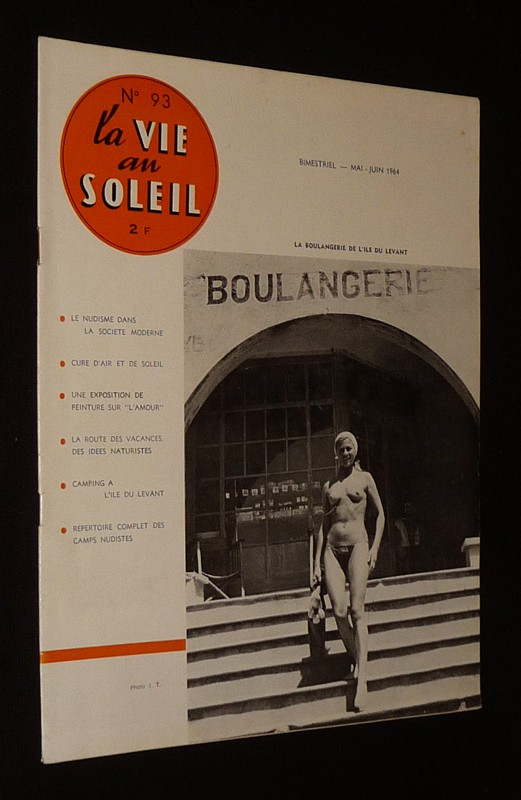 N° 93
la VIE
au
SOLEIL
2 F
BIMESTRIEL — MAI - JUIN 1964
LA BOULANGERIE DE L'ILE DU LEVANT
BOULANGERIE
LE NUDISME DANS
LA SOCIETE MODERNE
CURE D'AIR ET DE SOLEIL
UNE EXPOSITION DE
PEINTURE SUR "L'AMOUR"
LA ROUTE DES VACANCES,
DES IDEES NATURISTES
CAMPING A
L'ILE DU LEVANT
REPERTOIRE COMPLET DES
CAMPS NUDISTES
Photo I. T.